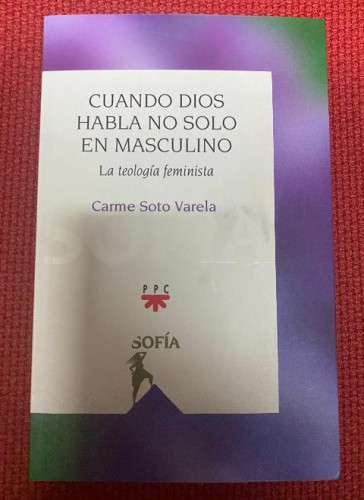 CUANDO DIOS
HABLA NO SOLO
EN MASCULINO
La teología feminista
Carme Soto Varela
PPC
SOFÍA